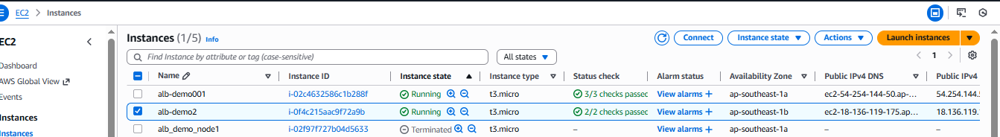 EC2 > Instances
EC2
Dashboard
AWS Global View
Events
Instances
Instances
Instances (1/5) Info
Connect Instance state Actions Launch instances
Find Instance by attribute or tag (case-sensitive) All states 1
Name Instance ID Instance state Instance type Status check Alarm status Availability Zone Public IPv4 DNS Public IPv4
alb-demo001 i-02c4632586c1b288f Running t3.micro 3/3 checks passed View alarms + ap-southeast-1a ec2-54-254-144-50.ap-... 54.254.144.
alb-demo2 i-0f4c215aac9f72a9b Running t3.micro 2/2 checks passed View alarms + ap-southeast-1b ec2-18-136-119-175.ap... 18.136.119.
alb_demo_node1 i-02f97f727b04d5633 Terminated t3.micro – View alarms + ap-southeast-1a – –